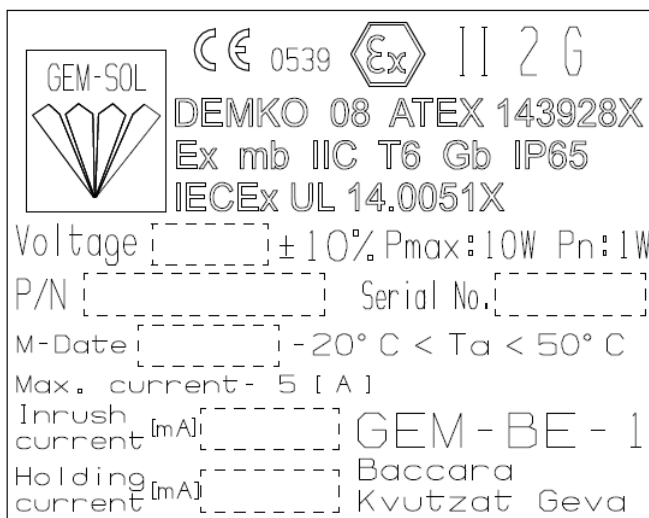 CE 0539 Ex II 2 G
GEM-SOL
DEMKO 08 ATEX 143928X
Ex mb IIC T6 Gb IP65
IECEx UL 14.0051X
Voltage ± 10% Pmax:10W Pn:1W
P/N Serial No.
M-Date -20°C < Ta < 50°C
Max. current- 5 [A]
Inrush
current [mA]
GEM-BE-1
Holding
current [mA]
Baccara
Kvutzat Geva